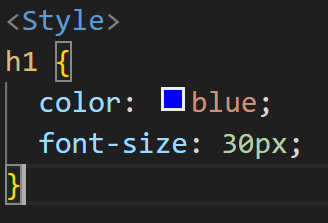 <Style>
h1 {
  color: blue;
  font-size: 30px;
}